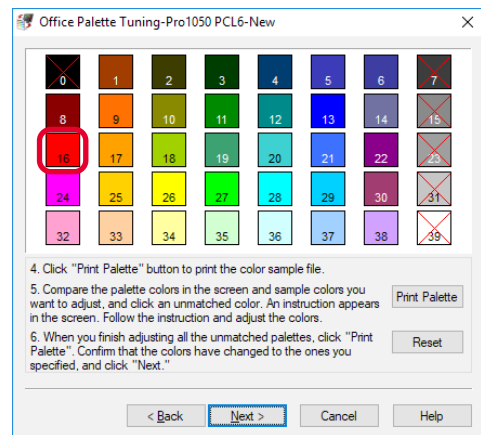 Office Palette Tuning-Pro1050 PCL6-New
0 1 2 3 4 5 6 7
8 9 10 11 12 13 14 15
16 17 18 19 20 21 22 23
24 25 26 27 28 29 30 31
32 33 34 35 36 37 38 39
4. Click "Print Palette" button to print the color sample file.
5. Compare the palette colors in the screen and sample colors you
want to adjust, and click an unmatched color. An instruction appears
in the screen. Follow the instruction and adjust the colors.
Print Palette
6. When you finish adjusting all the unmatched palettes, click "Print
Palette". Confirm that the colors have changed to the ones you
specified, and click "Next."
Reset
< Back Next > Cancel Help